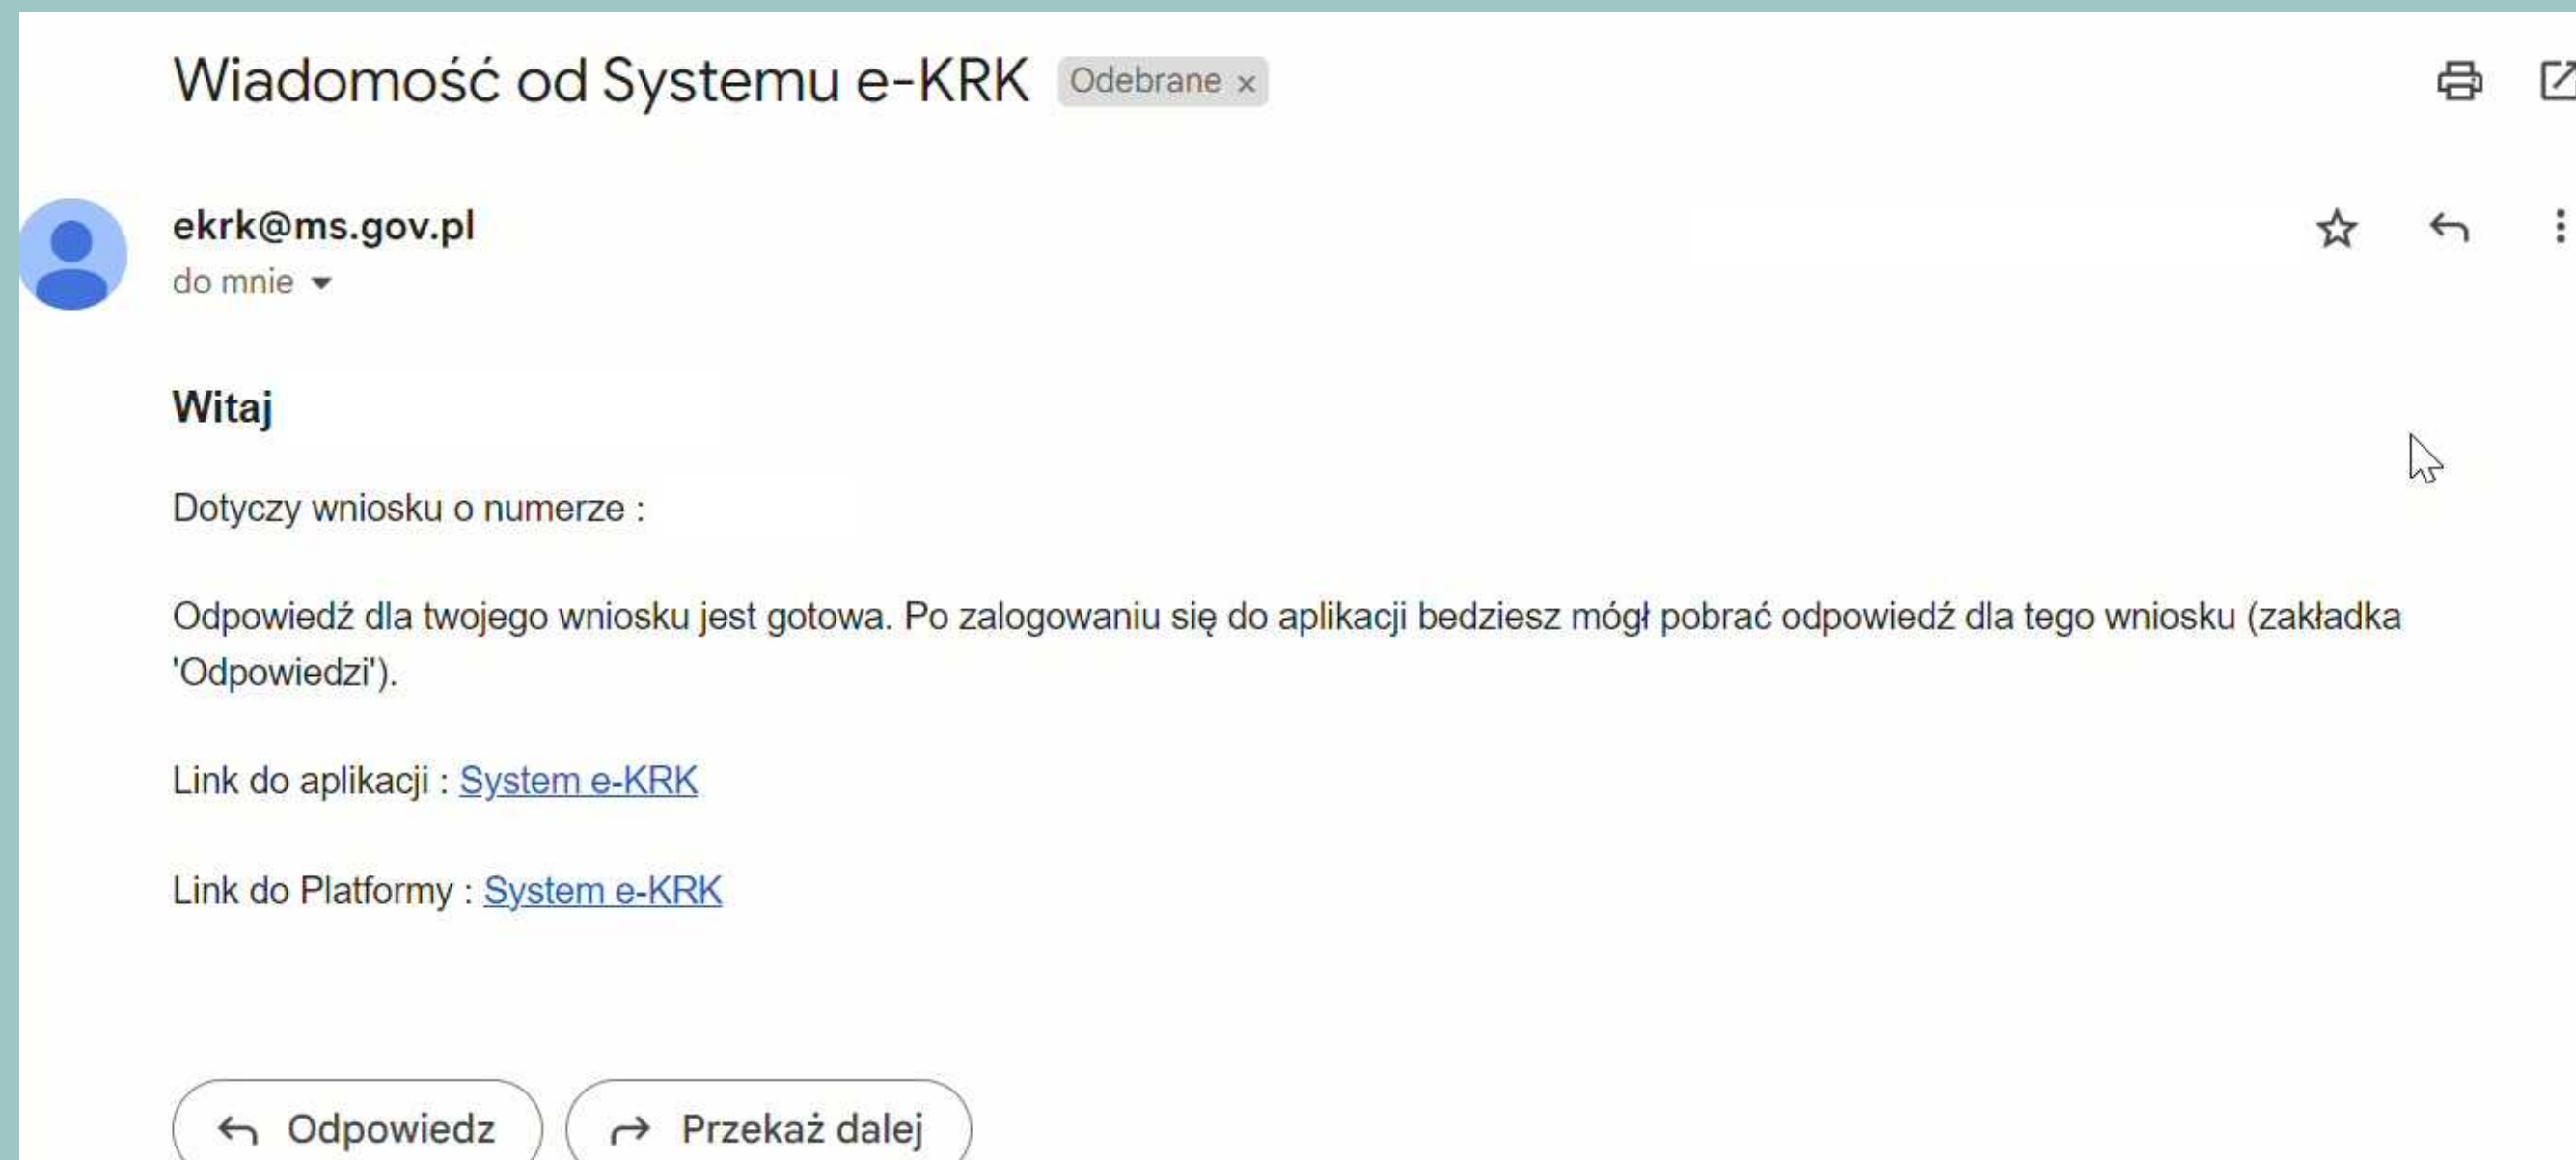 Wiadomość od Systemu e-KRK Odebrane ×
ekrk@ms.gov.pl
do mnie
Witaj
Dotyczy wniosku o numerze :
Odpowiedź dla twojego wniosku jest gotowa. Po zalogowaniu się do aplikacji bedziesz mógł pobrać odpowiedź dla tego wniosku (zakładka
'Odpowiedzi').
Link do aplikacji : System e-KRK
Link do Platformy : System e-KRK
Odpowiedz Przekaż dalej